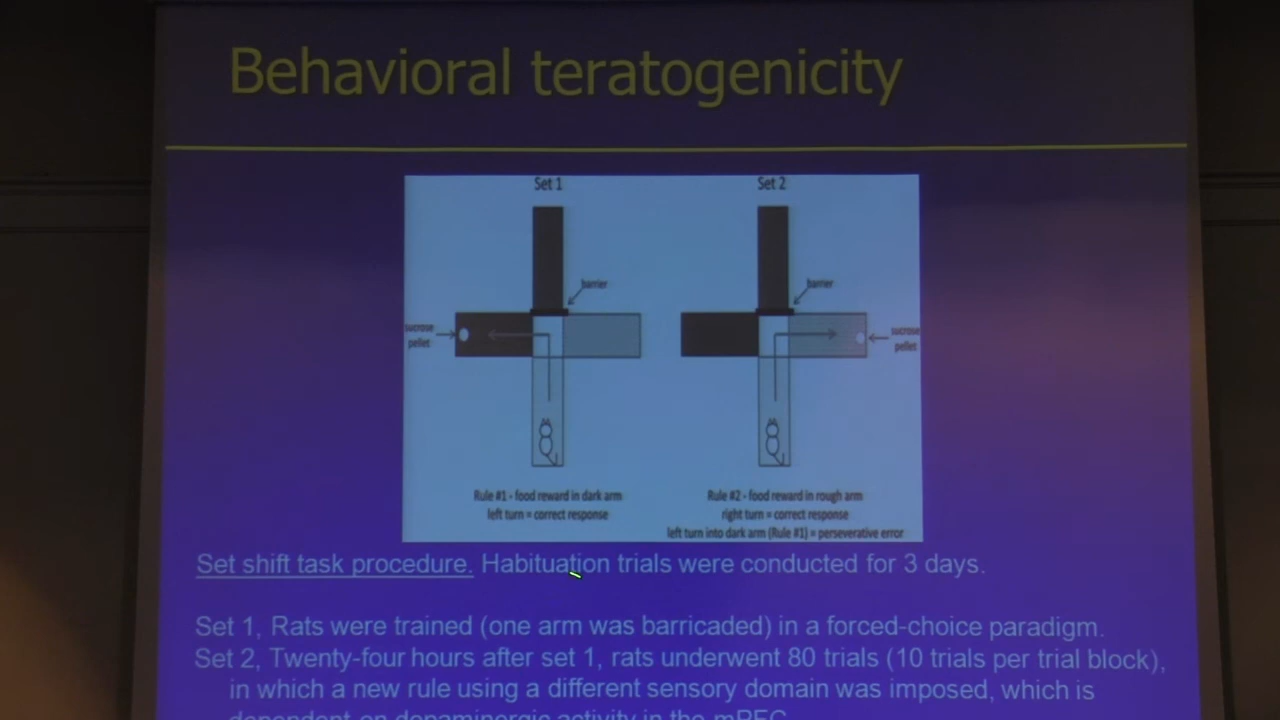 Behavioral teratogenicity
Set 1
Set 2
barrier
barrier
sucrose
pellet
sucrose
pellet
Rule #1 - food reward in dark arm
left turn = correct response
Rule #2 - food reward in rough arm
right turn = correct response
left turn into dark arm (Rule #1) = perseverative error
Set shift task procedure. Habituation trials were conducted for 3 days.
Set 1, Rats were trained (one arm was barricaded) in a forced-choice paradigm.
Set 2, Twenty-four hours after set 1, rats underwent 80 trials (10 trials per trial block),
in which a new rule using a different sensory domain was imposed, which is
dependent on dopaminergic activity in the mPFC